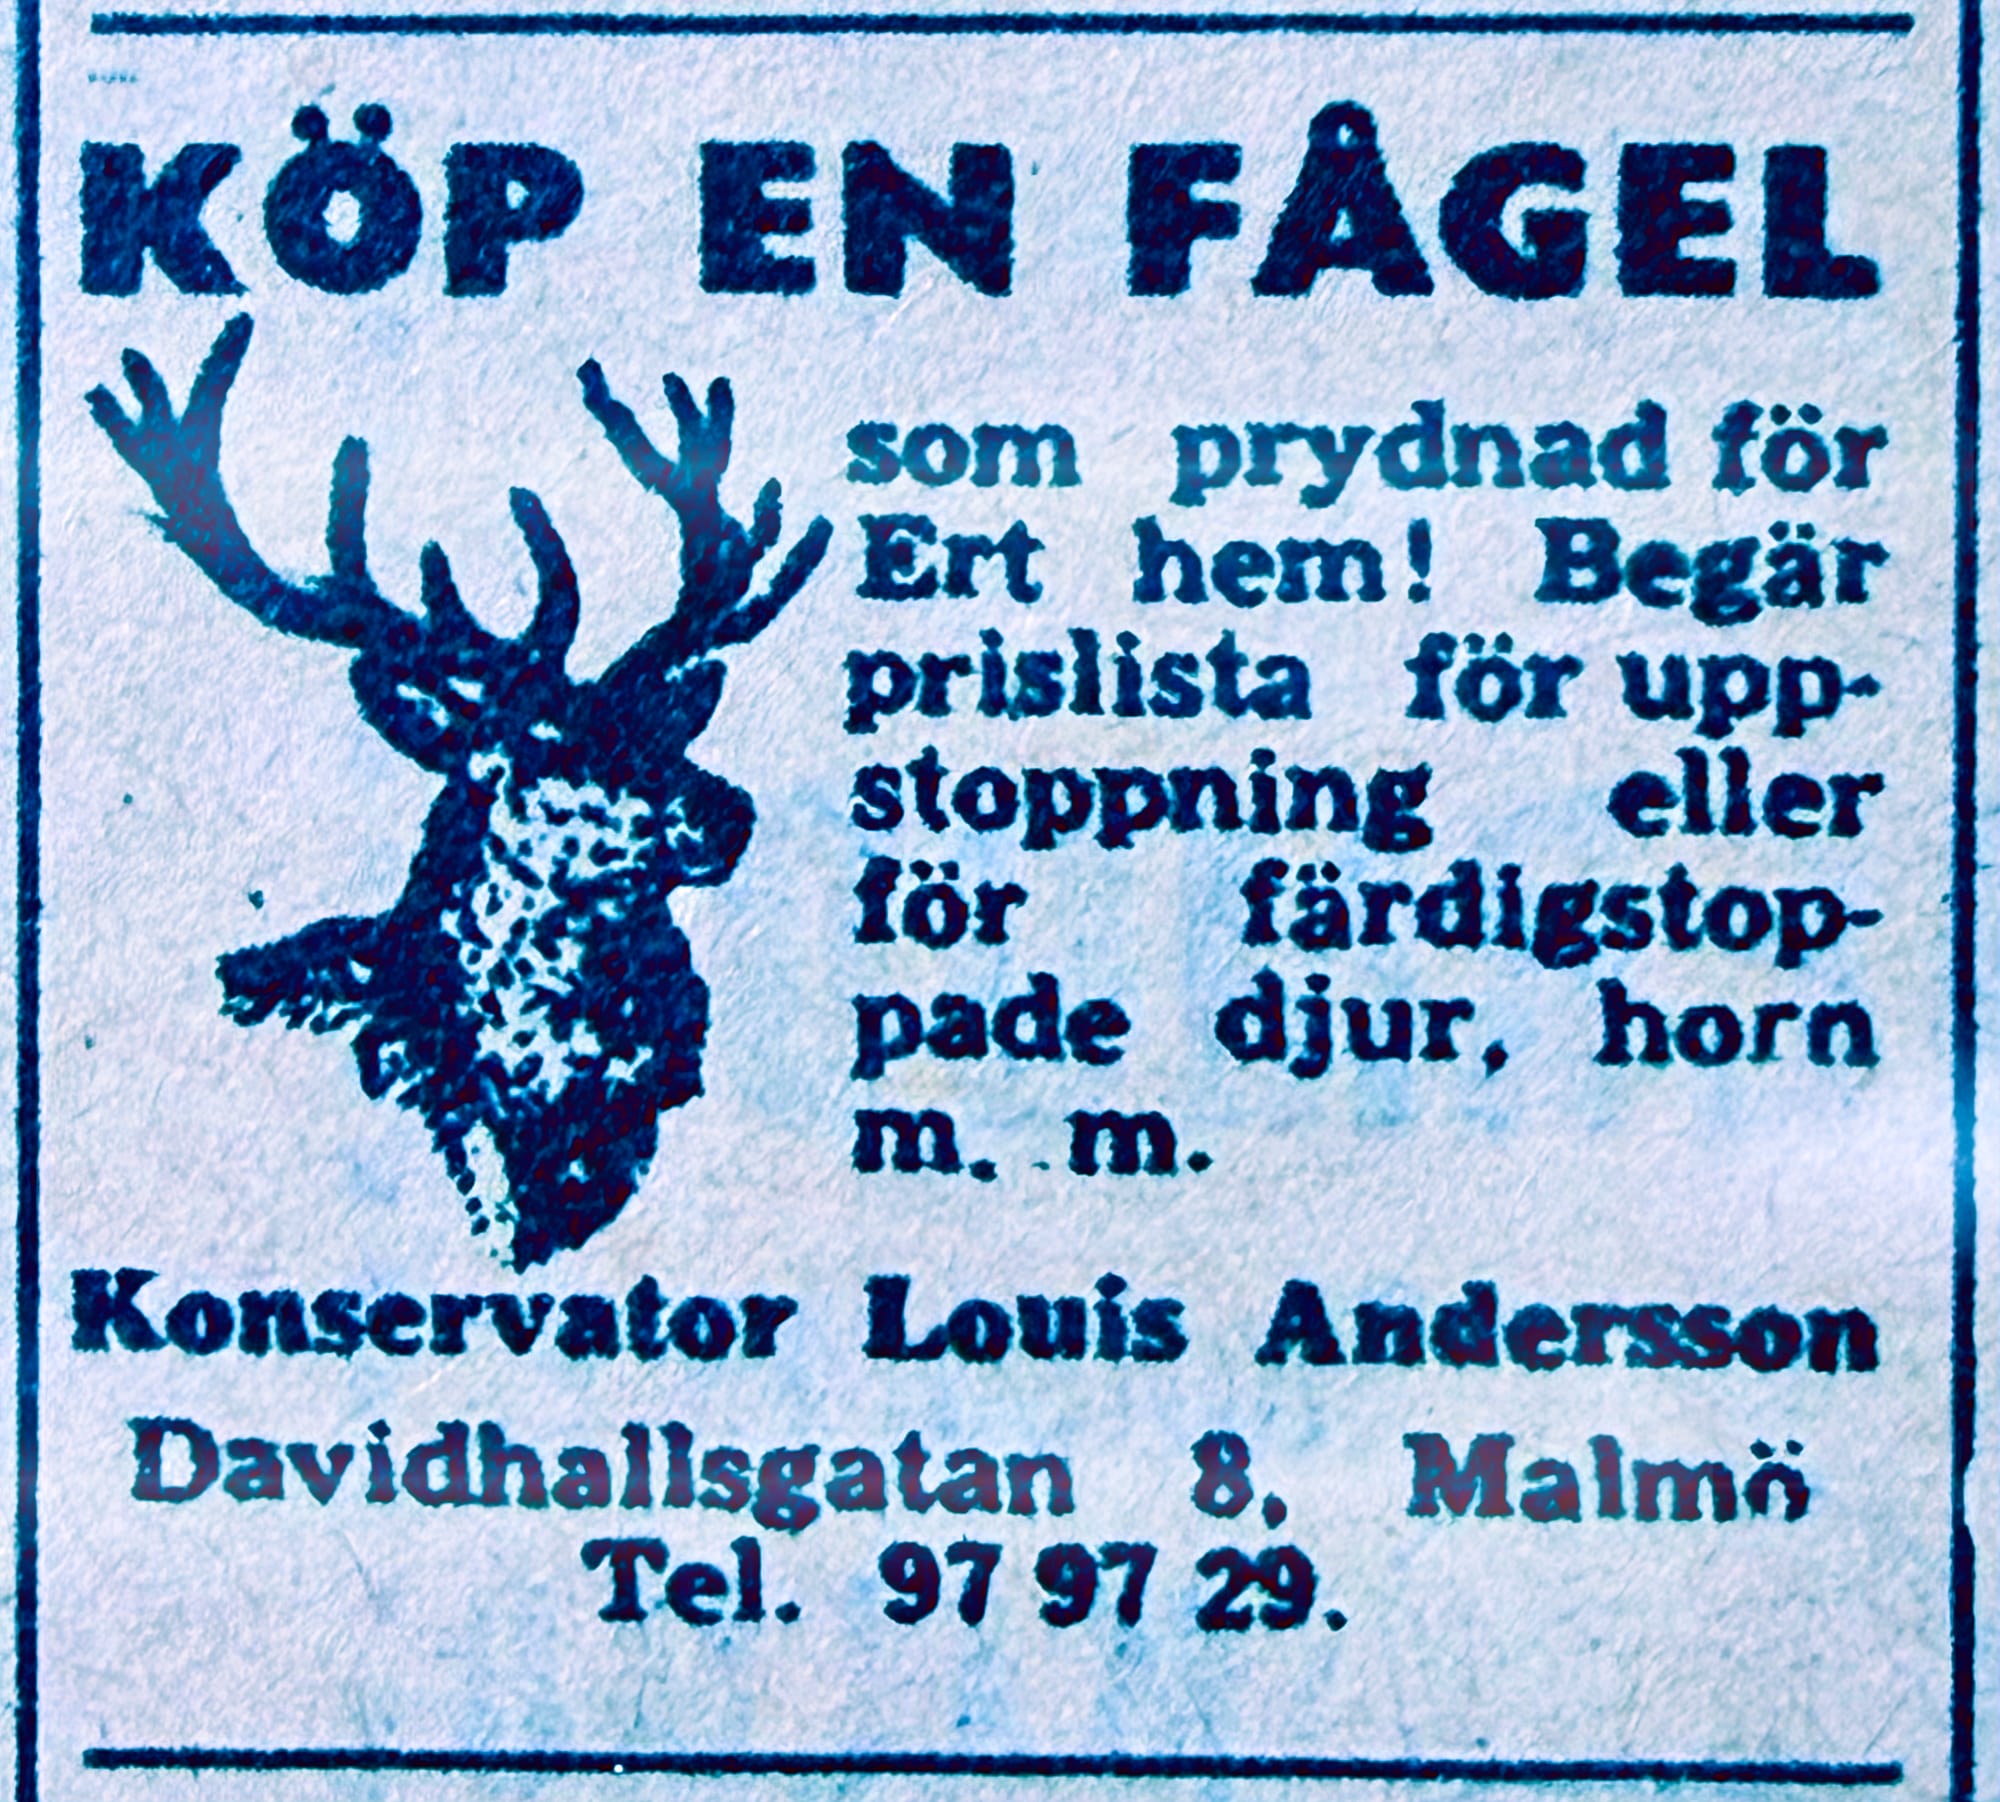 KÖP EN FÅGEL
som prydnad för
Ert hem! Begär
prislista för upp-
stoppning eller
för färdigstop-
pade djur, horn
m. m.
Konservator Louis Andersson
Davidhallsgatan 8, Malmö
Tel. 97 97 29.